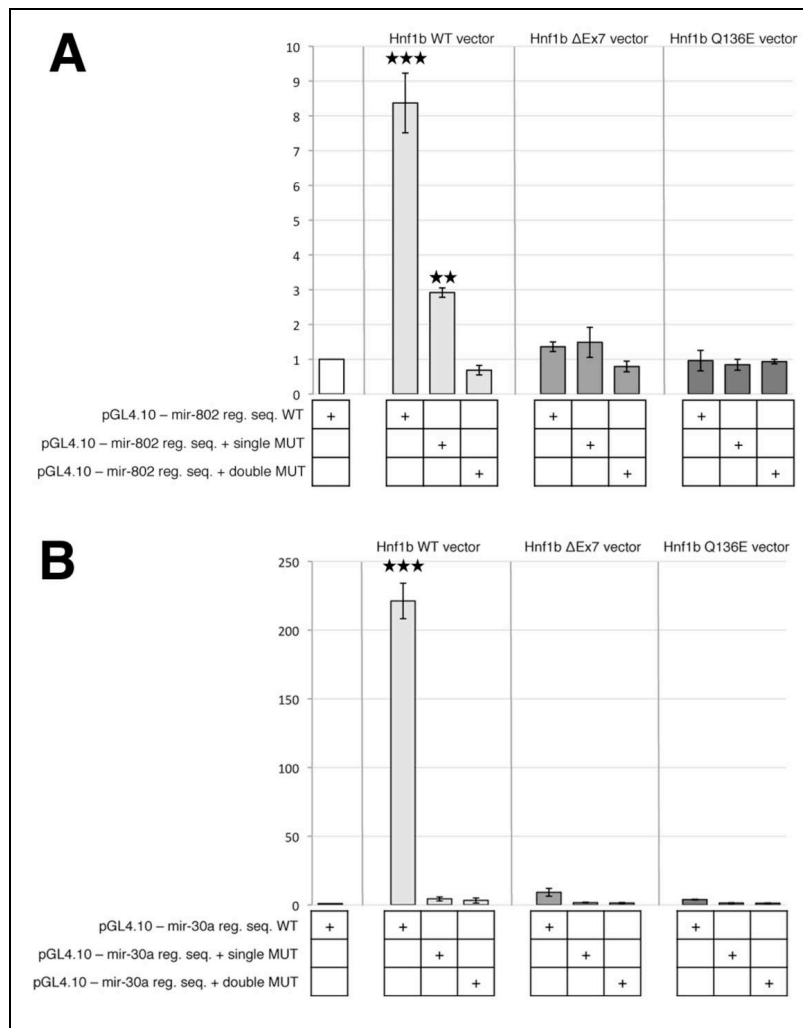 A
Hnf1b WT vector Hnf1b ΔEx7 vector Hnf1b Q136E vector
10
★★★
9
8
7
6
5
4
★★
3
2
1
0
pGL4.10 – mir-802 reg. seq. WT + + + +
pGL4.10 – mir-802 reg. seq. + single MUT + + +
pGL4.10 – mir-802 reg. seq. + double MUT + + +
B
Hnf1b WT vector Hnf1b ΔEx7 vector Hnf1b Q136E vector
250
★★★
200
150
100
50
0
pGL4.10 – mir-30a reg. seq. WT + + + +
pGL4.10 – mir-30a reg. seq. + single MUT + + +
pGL4.10 – mir-30a reg. seq. + double MUT + + +